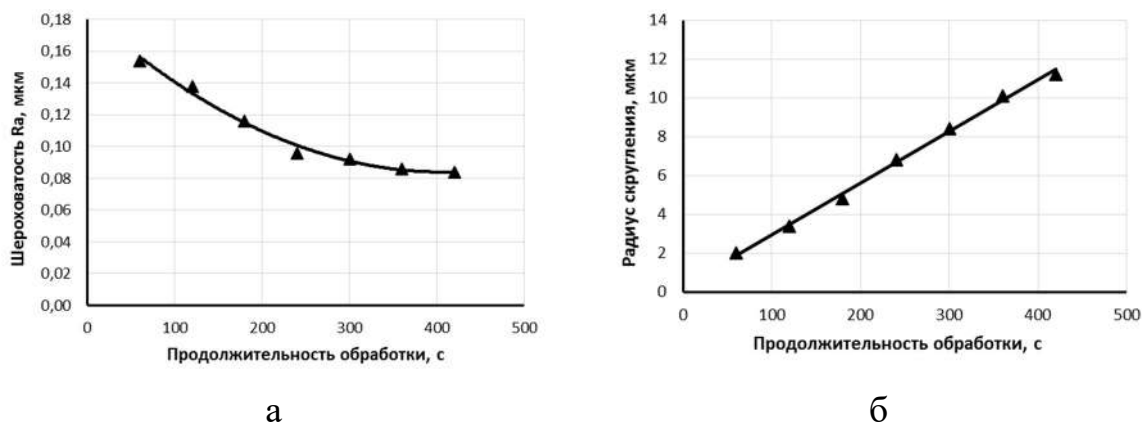 0,18
0,16
0,14
0,12
0,10
0,08
0,06
0,04
0,02
0,00
Шероховатость Ra, мкм
0 100 200 300 400 500
Продолжительность обработки, с
а
14
12
10
8
6
4
2
0
Радиус скругления, мкм
0 100 200 300 400 500
Продолжительность обработки, с
б